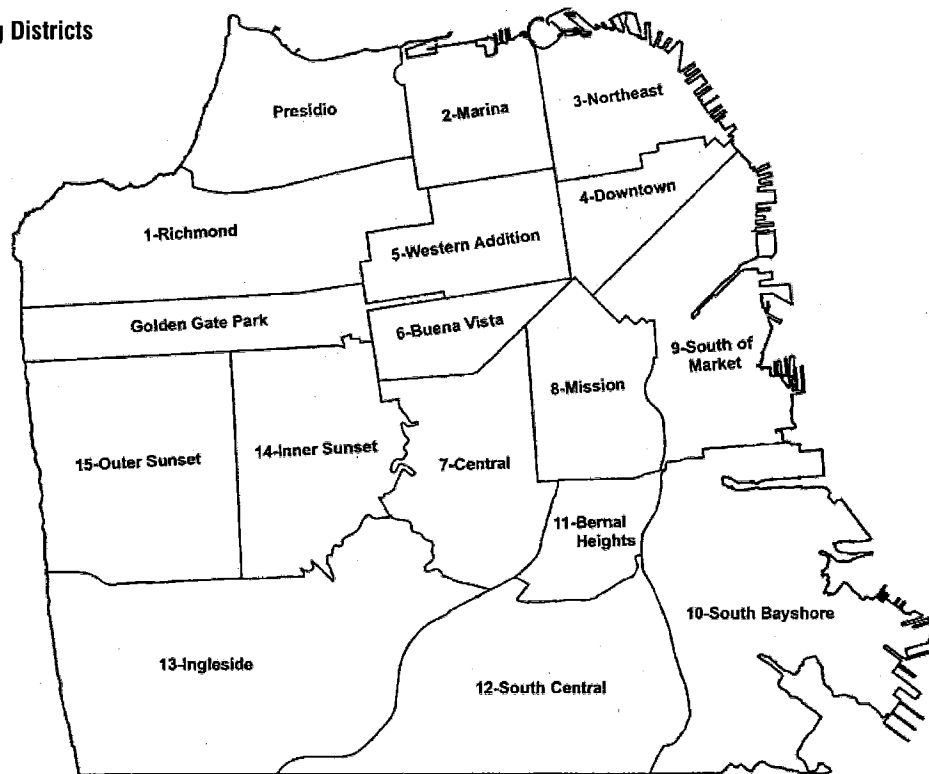 Districts
Presidio
2-Marina
3-Northeast
4-Downtown
1-Richmond
5-Western Addition
Golden Gate Park
6-Buena Vista
9-South of
Market
8-Mission
15-Outer Sunset
14-Inner Sunset
7-Central
11-Bernal
Heights
10-South Bayshore
13-Ingleside
12-South Central